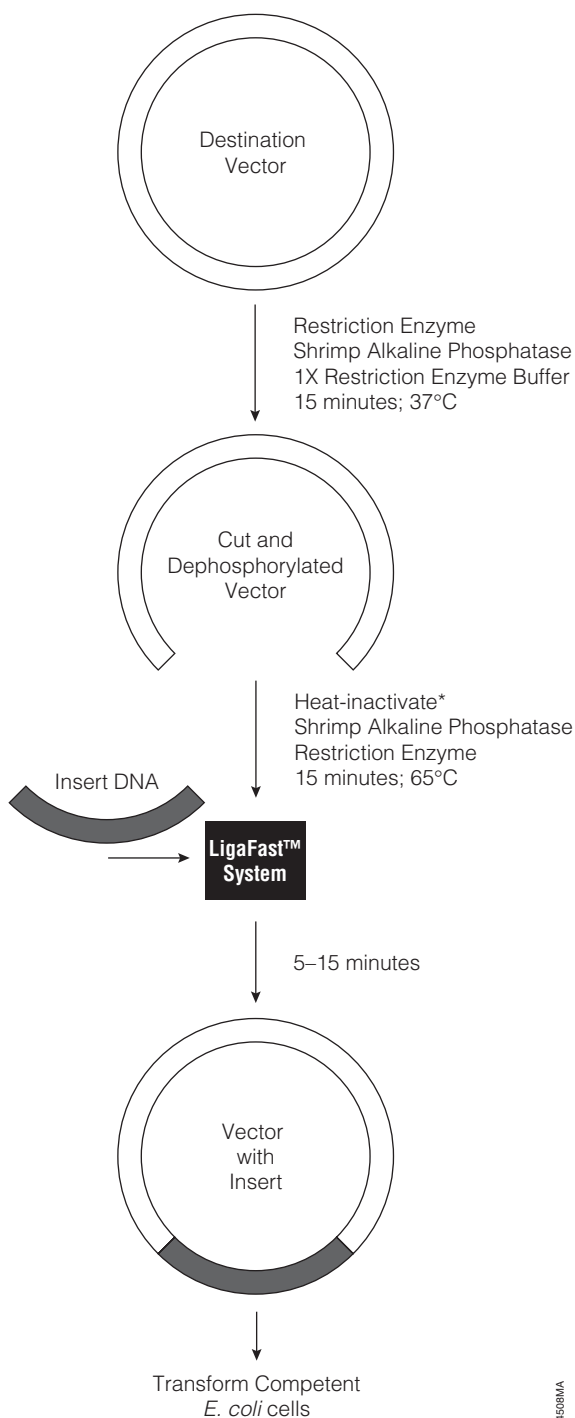 Destination
Vector
Restriction Enzyme
Shrimp Alkaline Phosphatase
1X Restriction Enzyme Buffer
15 minutes; 37°C
Cut and
Dephosphorylated
Vector
Heat-inactivate*
Shrimp Alkaline Phosphatase
Restriction Enzyme
15 minutes; 65°C
Insert DNA
LigaFast™
System
5–15 minutes
Vector
with
Insert
Transform Competent
E. coli cells